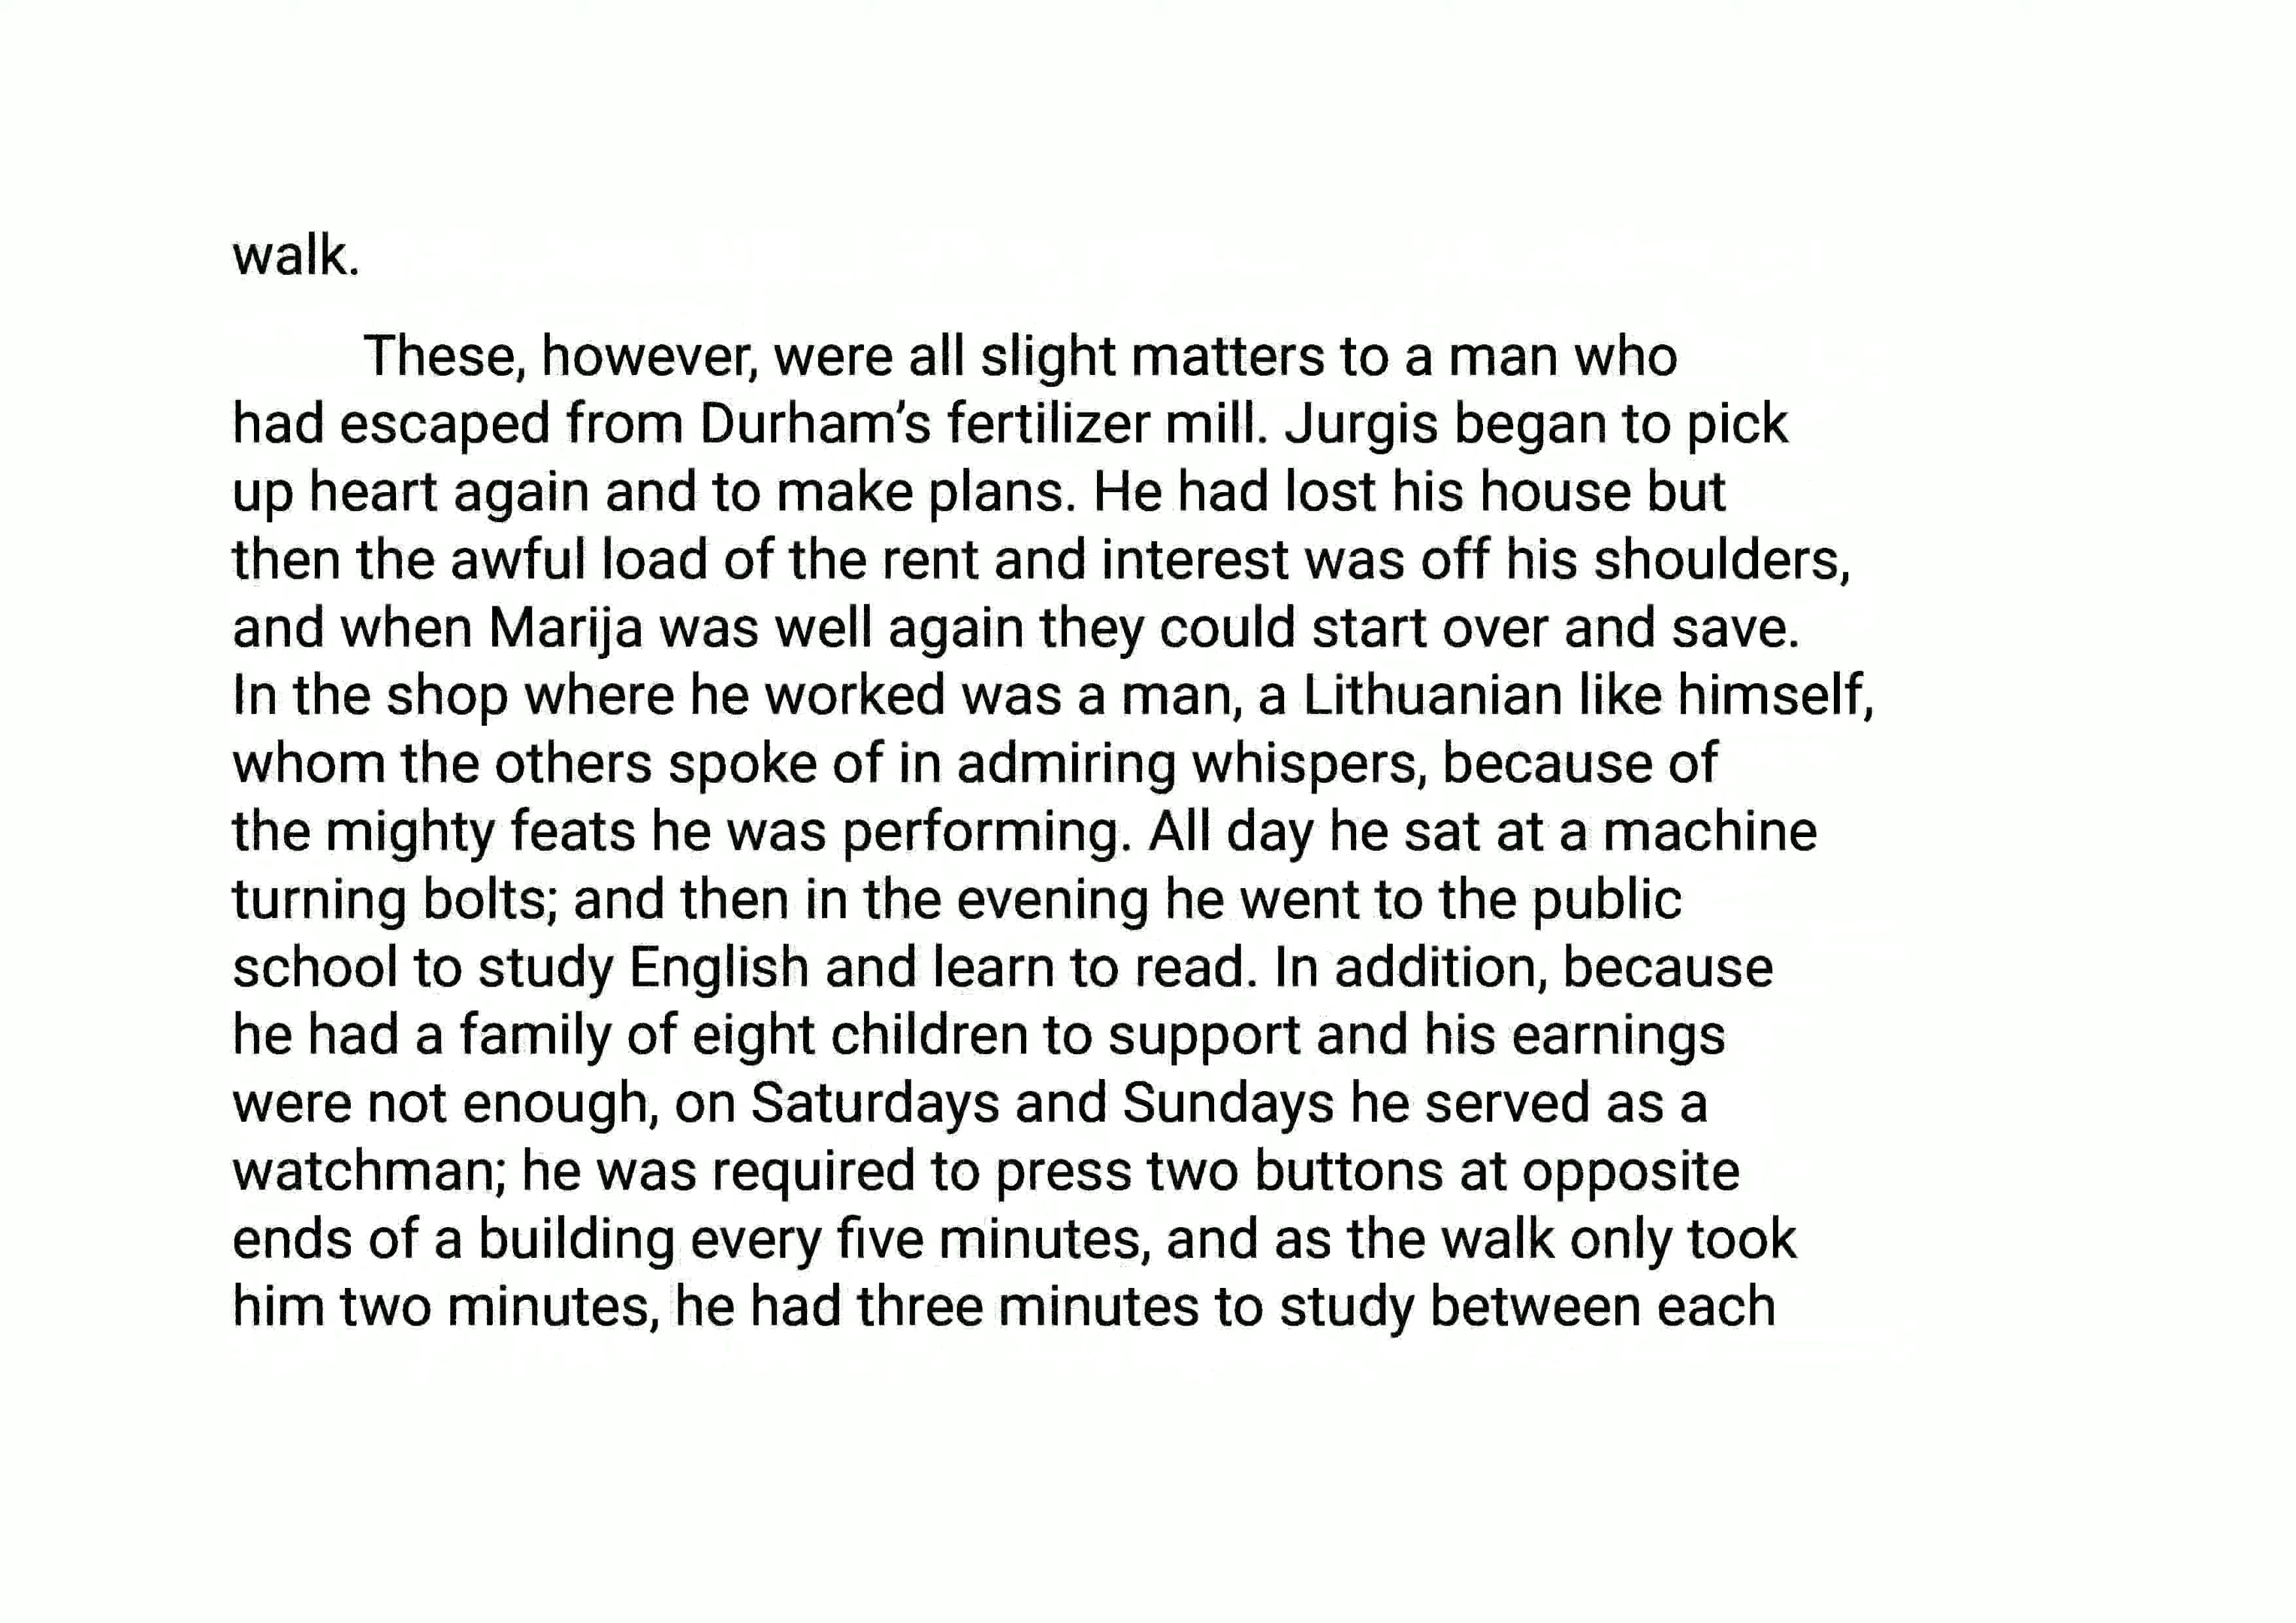 walk.
These, however, were all slight matters to a man who
had escaped from Durham’s fertilizer mill. Jurgis began to pick
up heart again and to make plans. He had lost his house but
then the awful load of the rent and interest was off his shoulders,
and when Marija was well again they could start over and save.
In the shop where he worked was a man, a Lithuanian like himself,
whom the others spoke of in admiring whispers, because of
the mighty feats he was performing. All day he sat at a machine
turning bolts; and then in the evening he went to the public
school to study English and learn to read. In addition, because
he had a family of eight children to support and his earnings
were not enough, on Saturdays and Sundays he served as a
watchman; he was required to press two buttons at opposite
ends of a building every five minutes, and as the walk only took
him two minutes, he had three minutes to study between each